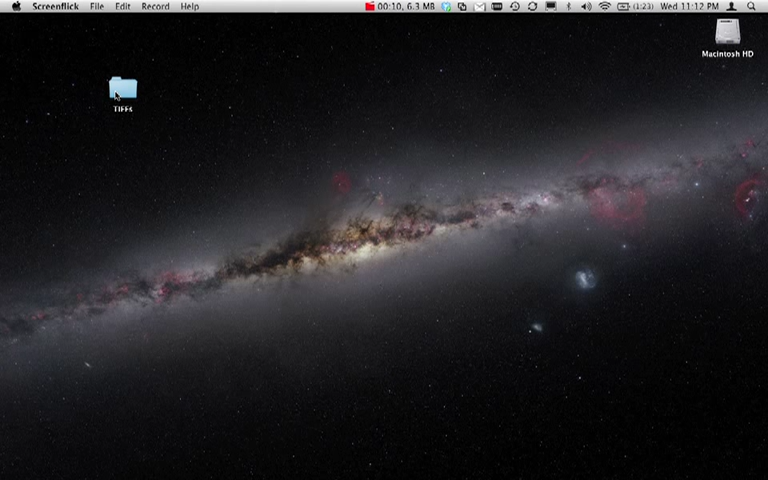 Screenflick File Edit Record Help 00:10, 6.3 MB (1:23) Wed 11:12 PM
Macintosh HD
TIFFs